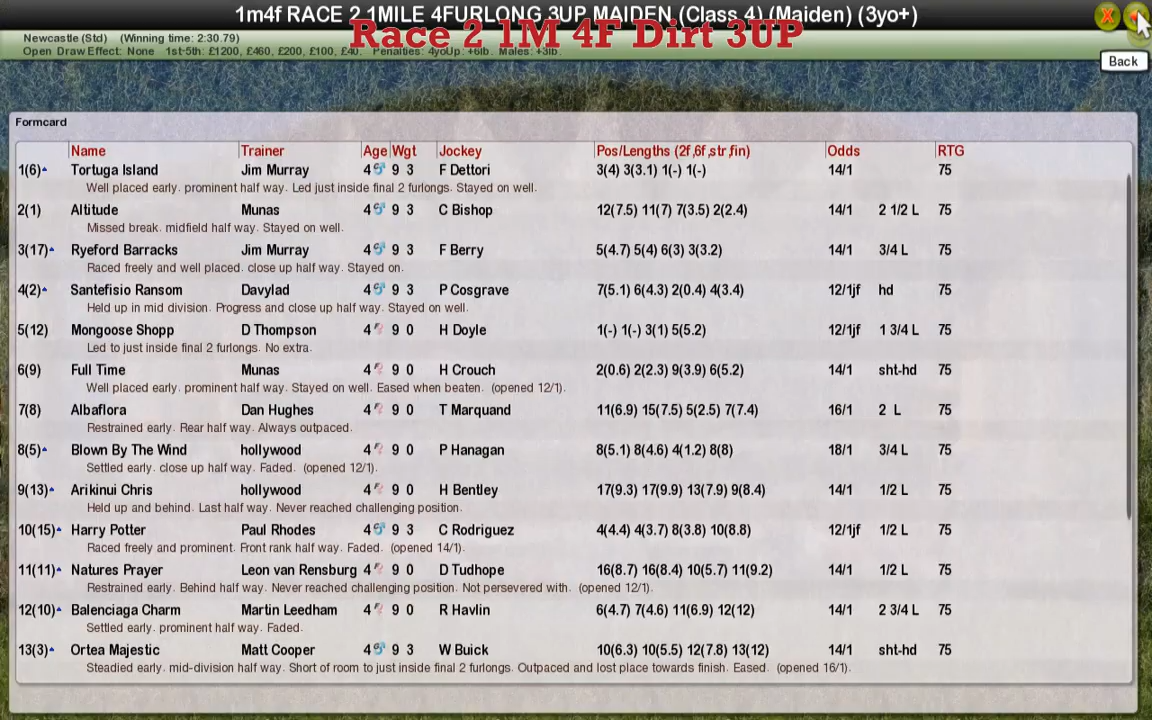 1m4f RACE 2 1MILE 4FURLONG 3UP MAIDEN (Class 4) (Maiden) (3yo+)
Race 2 1M 4F Dirt 3UP
Newcastle (Std) (Winning time: 2:30.79)
Open Draw Effect: None 1st-5th: £1200, £460, £200, £100, £40. Penalties: 4yoUp: +6lb. Males: +3lb.
Back
Formcard
Name Trainer Age Wgt Jockey Pos/Lengths (2f,6f,str,fin) Odds RTG
1(6) Tortuga Island Jim Murray 4 9 3 F Dettori 3(4) 3(3.1) 1(-) 1(-) 14/1 75
Well placed early. prominent half way. Led just inside final 2 furlongs. Stayed on well.
2(1) Altitude Munas 4 9 3 C Bishop 12(7.5) 11(7) 7(3.5) 2(2.4) 14/1 2 1/2 L 75
Missed break. midfield half way. Stayed on well.
3(17) Ryeford Barracks Jim Murray 4 9 3 F Berry 5(4.7) 5(4) 6(3) 3(3.2) 14/1 3/4 L 75
Raced freely and well placed. close up half way. Stayed on.
4(2) Santefisio Ransom Davylad 4 9 3 P Cosgrave 7(5.1) 6(4.3) 2(0.4) 4(3.4) 12/1jf hd 75
Held up in mid division. Progress and close up half way. Stayed on well.
5(12) Mongoose Shopp D Thompson 4 9 0 H Doyle 1(-) 1(-) 3(1) 5(5.2) 12/1jf 1 3/4 L 75
Led to just inside final 2 furlongs. No extra.
6(9) Full Time Munas 4 9 0 H Crouch 2(0.6) 2(2.3) 9(3.9) 6(5.2) 14/1 sht-hd 75
Well placed early. prominent half way. Stayed on well. Eased when beaten. (opened 12/1).
7(8) Albaflora Dan Hughes 4 9 0 T Marquand 11(6.9) 15(7.5) 5(2.5) 7(7.4) 16/1 2 L 75
Restrained early. Rear half way. Always outpaced.
8(5) Blown By The Wind hollywood 4 9 0 P Hanagan 8(5.1) 8(4.6) 4(1.2) 8(8) 18/1 3/4 L 75
Settled early. close up half way. Faded. (opened 12/1).
9(13) Arikinui Chris hollywood 4 9 0 H Bentley 17(9.3) 17(9.9) 13(7.9) 9(8.4) 14/1 1/2 L 75
Held up and behind. Last half way. Never reached challenging position.
10(15) Harry Potter Paul Rhodes 4 9 3 C Rodriguez 4(4.4) 4(3.7) 8(3.8) 10(8.8) 12/1jf 1/2 L 75
Raced freely and prominent. Front rank half way. Faded. (opened 14/1).
11(11) Natures Prayer Leon van Rensburg 4 9 0 D Tudhope 16(8.7) 16(8.4) 10(5.7) 11(9.2) 14/1 1/2 L 75
Restrained early. Behind half way. Never reached challenging position. Not persevered with. (opened 12/1).
12(10) Balenciaga Charm Martin Leedham 4 9 0 R Havlin 6(4.7) 7(4.6) 11(6.9) 12(12) 14/1 2 3/4 L 75
Settled early. prominent half way. Faded.
13(3) Ortea Majestic Matt Cooper 4 9 3 W Buick 10(6.3) 10(5.5) 12(7.8) 13(12) 14/1 sht-hd 75
Steadied early. mid-division half way. Short of room to just inside final 2 furlongs. Outpaced and lost place towards finish. Eased. (opened 16/1).